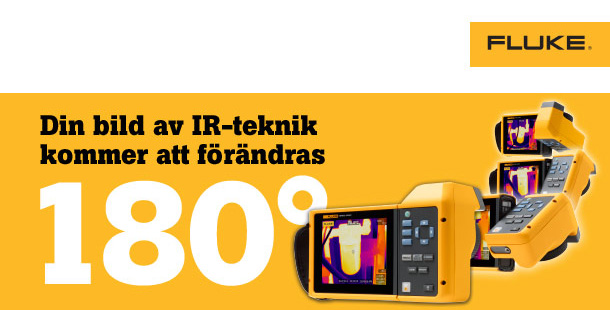 FLUKE®
Din bild av IR-teknik
kommer att förändras
180°